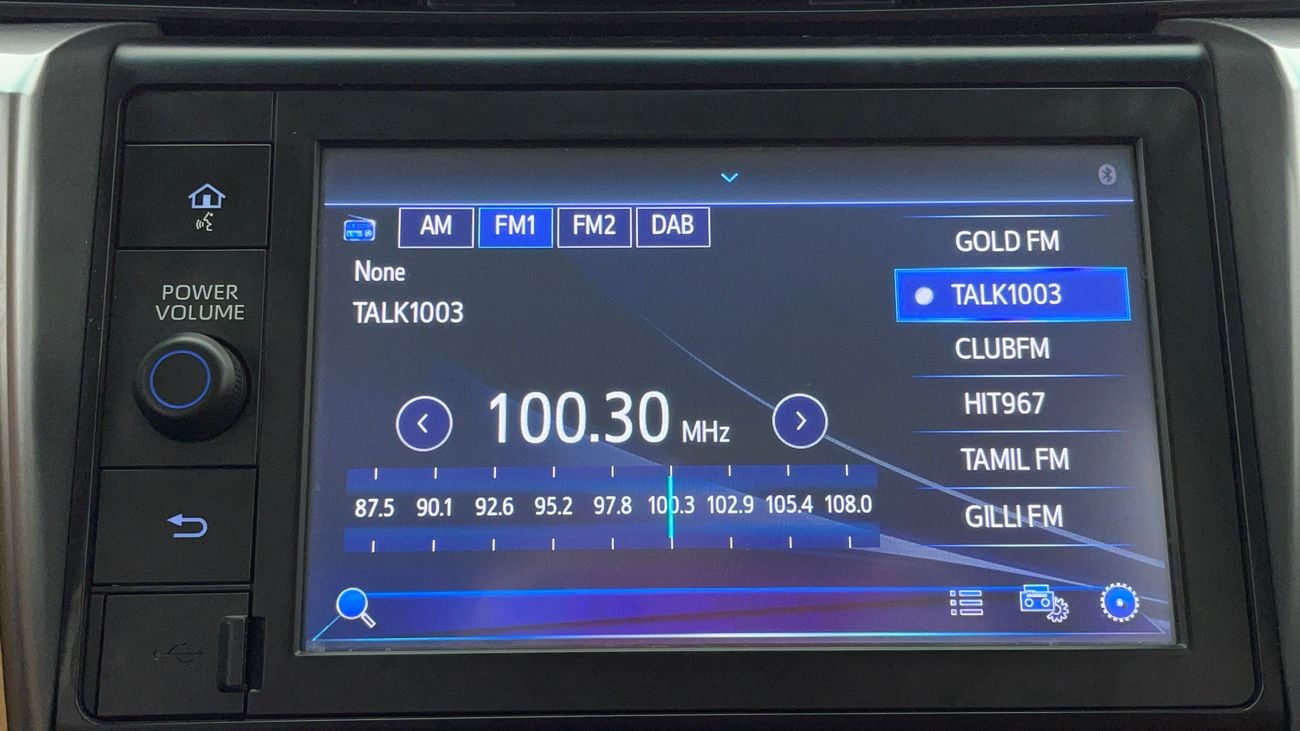 POWER
VOLUME
AM FM1 FM2 DAB
None
TALK1003
100.30 MHz
87.5 90.1 92.6 95.2 97.8 100.3 102.9 105.4 108.0
GOLD FM
TALK1003
CLUBFM
HIT967
TAMIL FM
GILLI FM